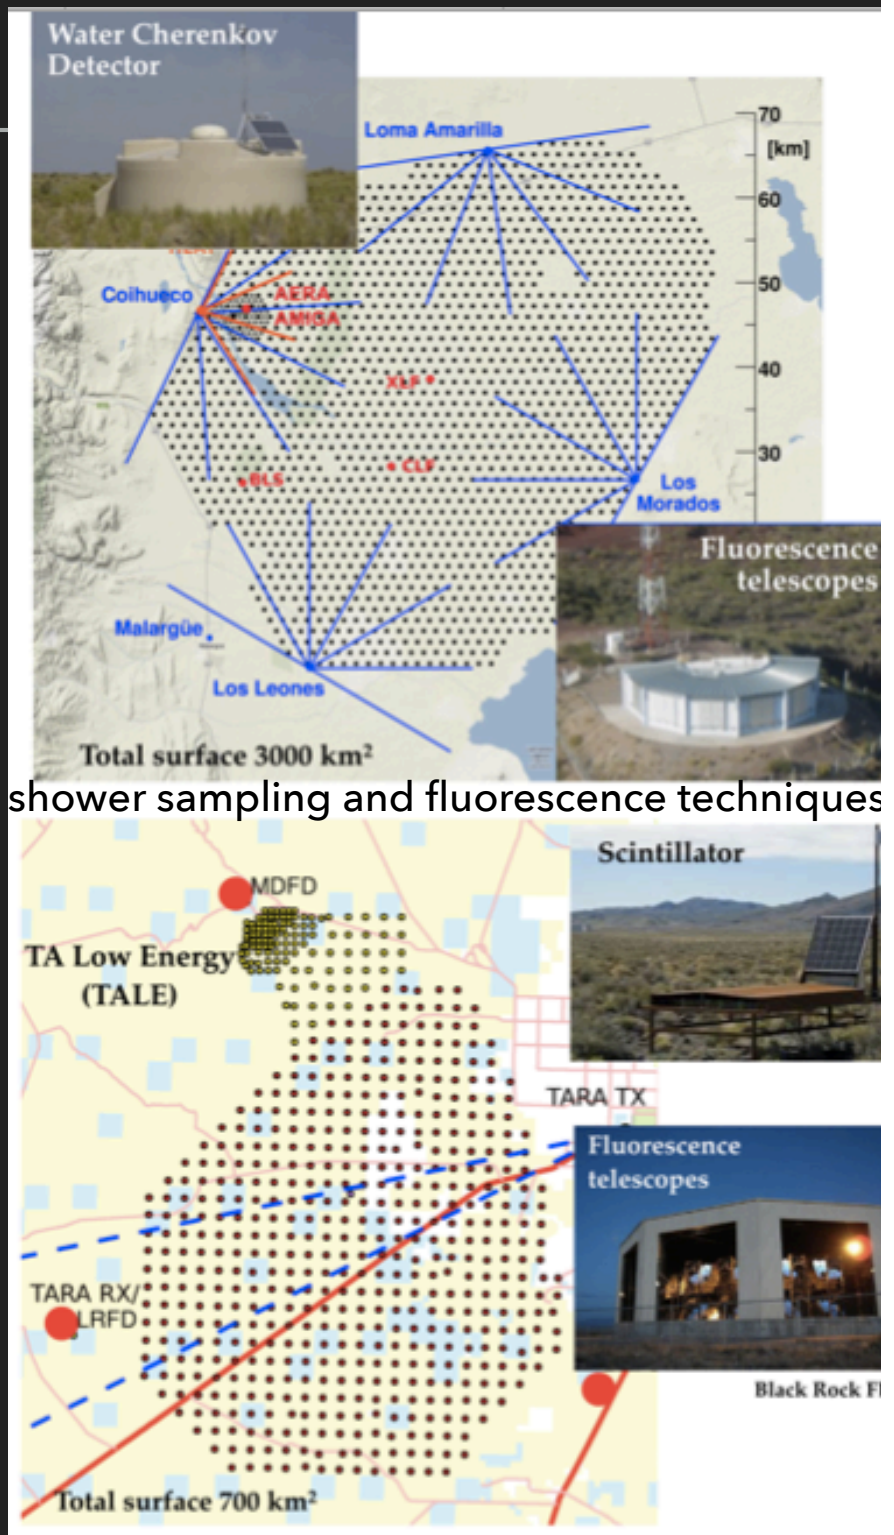 Water Cherenkov
Detector
Loma Amarilla
70
[km]
60
50
Coihueco
AERA
AMIGA
40
XLF
30
CLF
BLS
Los
Morados
Fluorescence
telescopes
Malargüe
Los Leones
Total surface 3000 km²
shower sampling and fluorescence techniques
MDFD
Scintillator
TA Low Energy
(TALE)
TARA TX
Fluorescence
telescopes
TARA RX/
LRFD
Black Rock
Total surface 700 km²